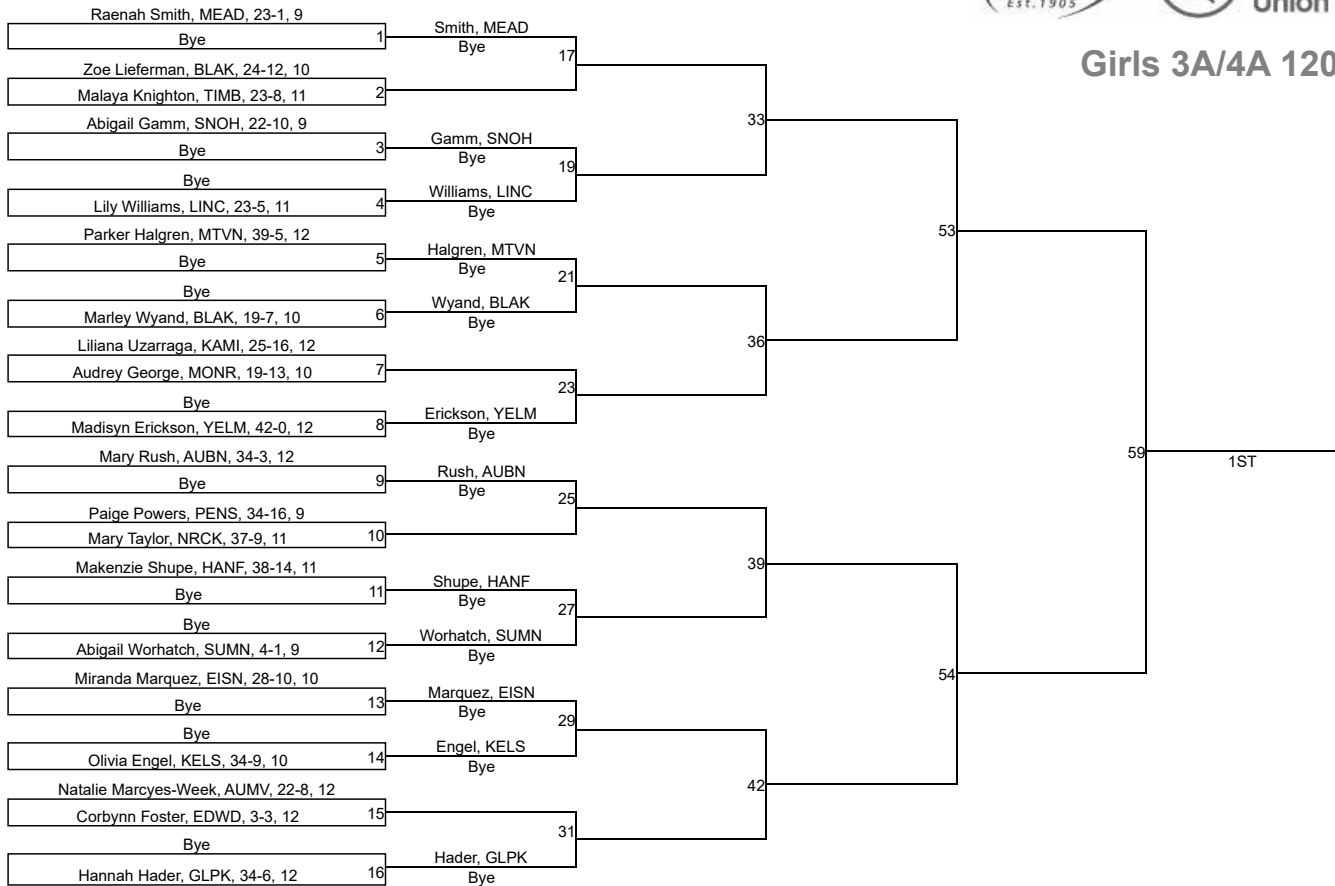 Est. 1905
Union
Girls 3A/4A 120
Raenah Smith, MEAD, 23-1, 9
Bye
1
Smith, MEAD
Bye
17
Zoe Lieferman, BLAK, 24-12, 10
Malaya Knighton, TIMB, 23-8, 11
2
33
Abigail Gamm, SNOH, 22-10, 9
Bye
3
Gamm, SNOH
Bye
19
Bye
Lily Williams, LINC, 23-5, 11
4
Williams, LINC
Bye
53
Parker Halgren, MTVN, 39-5, 12
Bye
5
Halgren, MTVN
Bye
21
Bye
Marley Wyand, BLAK, 19-7, 10
6
Wyand, BLAK
Bye
36
Liliana Uzarraga, KAMI, 25-16, 12
Audrey George, MONR, 19-13, 10
7
23
Bye
Madisyn Erickson, YELM, 42-0, 12
8
Erickson, YELM
Bye
59
1ST
Mary Rush, AUBN, 34-3, 12
Bye
9
Rush, AUBN
Bye
25
Paige Powers, PENS, 34-16, 9
Mary Taylor, NRCK, 37-9, 11
10
39
Makenzie Shupe, HANF, 38-14, 11
Bye
11
Shupe, HANF
Bye
27
Bye
Abigail Worhatch, SUMN, 4-1, 9
12
Worhatch, SUMN
Bye
54
Miranda Marquez, EISN, 28-10, 10
Bye
13
Marquez, EISN
Bye
29
Bye
Olivia Engel, KELS, 34-9, 10
14
Engel, KELS
Bye
42
Natalie Marcyes-Week, AUMV, 22-8, 12
Corbynn Foster, EDWD, 3-3, 12
15
31
Bye
Hannah Hader, GLPK, 34-6, 12
16
Hader, GLPK
Bye